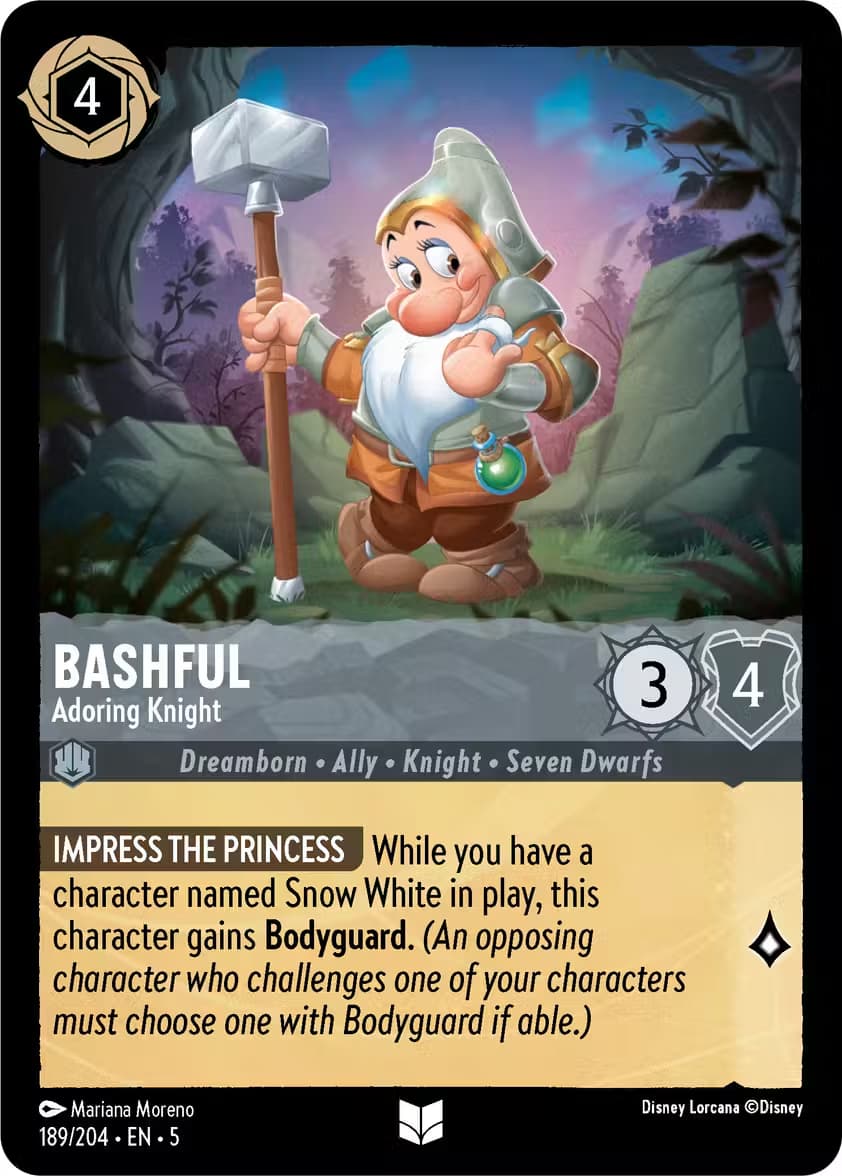 4
BASHFUL
Adoring Knight
3
4
Dreamborn • Ally • Knight • Seven Dwarfs
IMPRESS THE PRINCESS While you have a
character named Snow White in play, this
character gains Bodyguard. (An opposing
character who challenges one of your characters
must choose one with Bodyguard if able.)
Mariana Moreno
Disney Lorcana ©Disney
189/204 • EN • 5